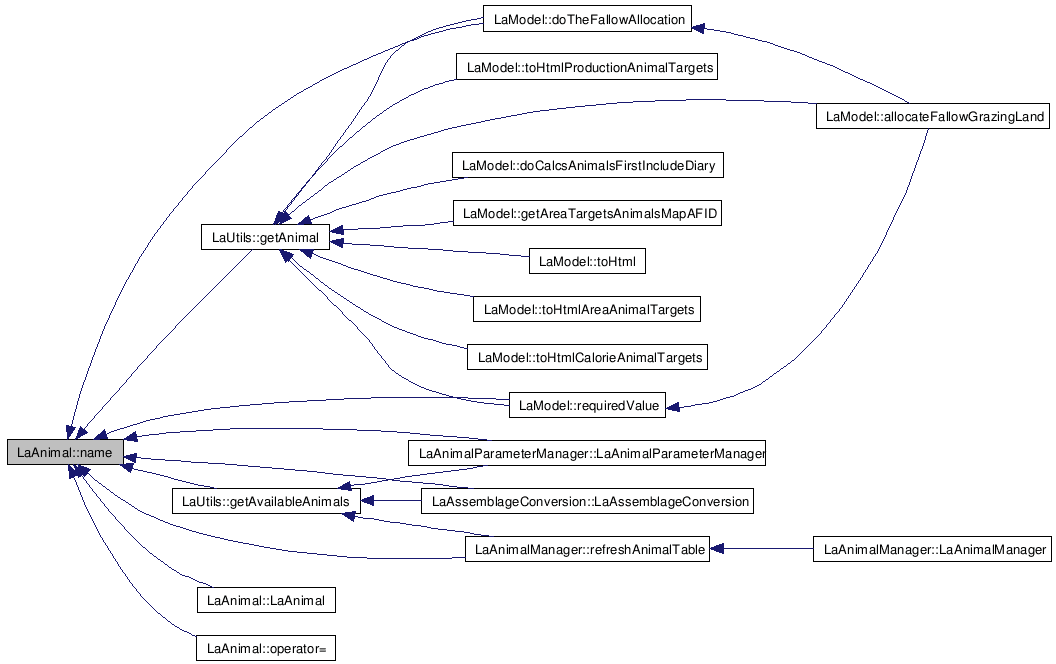 LaModel::doTheFallowAllocation
LaModel::toHtmlProductionAnimalTargets
LaModel::allocateFallowGrazingLand
LaModel::doCalcsAnimalsFirstIncludeDiary
LaModel::getAreaTargetsAnimalsMapAFID
LaUtils::getAnimal
LaModel::toHtml
LaModel::toHtmlAreaAnimalTargets
LaModel::toHtmlCalorieAnimalTargets
LaModel::requiredValue
LaAnimal::name
LaAnimalParameterManager::LaAnimalParameterManager
LaUtils::getAvailableAnimals
LaAssemblageConversion::LaAssemblageConversion
LaAnimalManager::refreshAnimalTable
LaAnimalManager::LaAnimalManager
LaAnimal::LaAnimal
LaAnimal::operator=